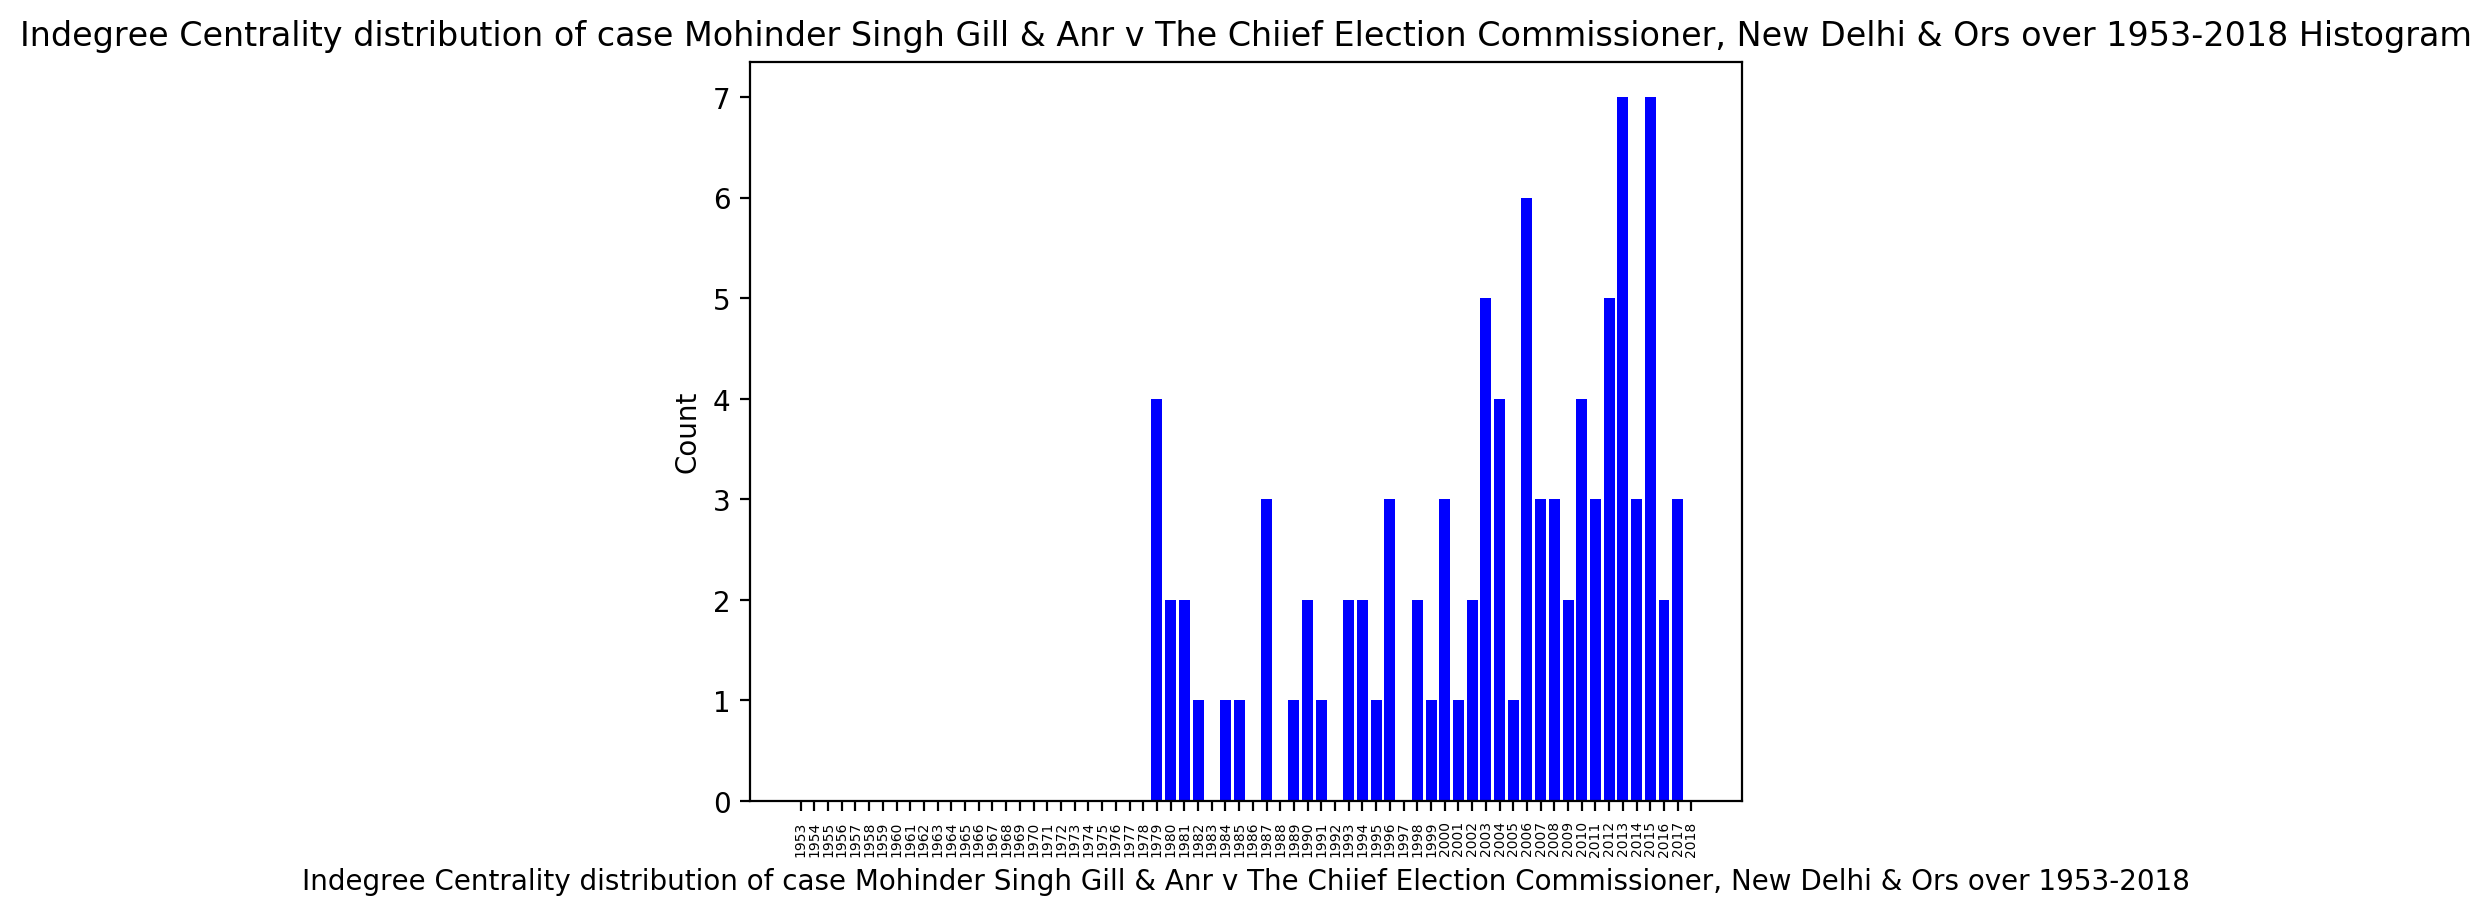 Indegree Centrality distribution of case Mohinder Singh Gill & Anr v The Chiief Election Commissioner, New Delhi & Ors over 1953-2018 Histogram
7
6
5
4
3
2
1
0
Count
1953 1954 1955 1956 1957 1958 1959 1960 1961 1962 1963 1964 1965 1966 1967 1968 1969 1970 1971 1972 1973 1974 1975 1976 1977 1978 1979 1980 1981 1982 1983 1984 1985 1986 1987 1988 1989 1990 1991 1992 1993 1994 1995 1996 1997 1998 1999 2000 2001 2002 2003 2004 2005 2006 2007 2008 2009 2010 2011 2012 2013 2014 2015 2016 2017 2018
Indegree Centrality distribution of case Mohinder Singh Gill & Anr v The Chiief Election Commissioner, New Delhi & Ors over 1953-2018